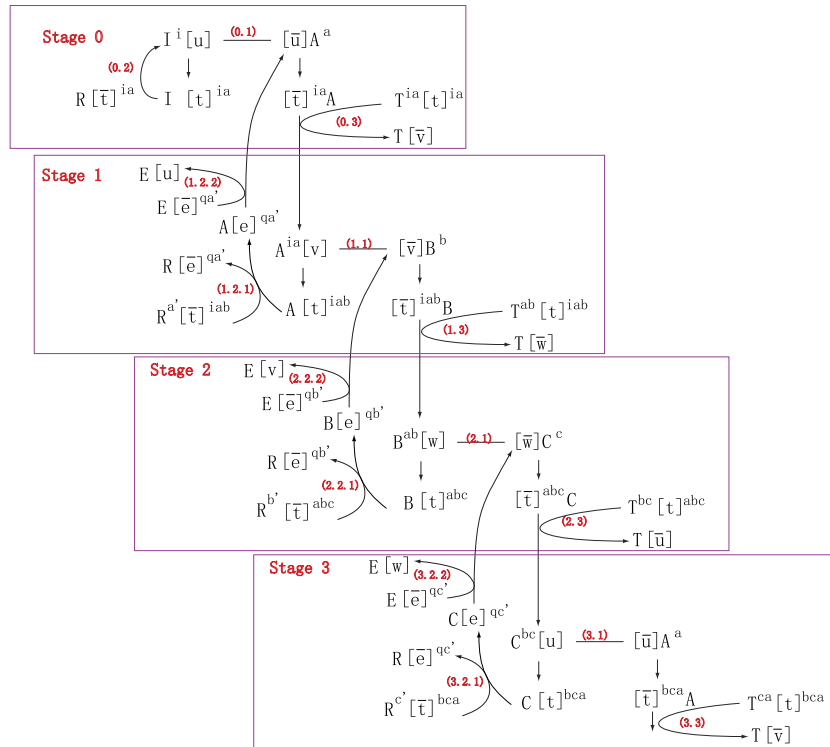 Stage 0
I^i[u] (0.1) [u̅]A^a
(0.2)
R[t̅]^ia I [t]^ia [t̅]^ia A T^ia[t]^ia
(0.3)
T[v̅]
Stage 1
E[u]
(1.2.2)
E[e̅]^qa'
A[e]^qa'
A^ia[v] (1.1) [v̅]B^b
R[e̅]^qa'
(1.2.1)
R^a'[t̅]^iab A[t]^iab [t̅]^iab B T^ab[t]^iab
(1.3)
T[w̅]
Stage 2
E[v]
(2.2.2)
E[e̅]^qb'
B[e]^qb'
B^ab[w] (2.1) [w̅]C^c
R[e̅]^qb'
(2.2.1)
R^b'[t̅]^abc B[t]^abc [t̅]^abc C T^bc[t]^abc
(2.3)
T[u̅]
Stage 3
E[w]
(3.2.2)
E[e̅]^qc'
C[e]^qc'
C^bc[u] (3.1) [u̅]A^a
R[e̅]^qc'
(3.2.1)
R^c'[t̅]^bca C[t]^bca [t̅]^bca A T^ca[t]^bca
(3.3)
T[v̅]